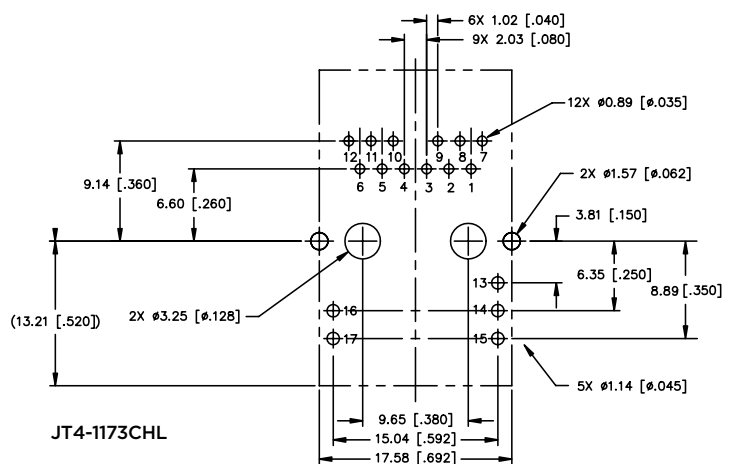 6X 1.02 [.040]
9X 2.03 [.080]
12X ø0.89 [ø.035]
12 11 10 9 8 7
6 5 4 3 2 1
9.14 [.360]
6.60 [.260]
2X ø1.57 [ø.062]
3.81 [.150]
6.35 [.250]
8.89 [.350]
13
(13.21 [.520])
2X ø3.25 [ø.128]
16 14
17 15
5X ø1.14 [ø.045]
9.65 [.380]
JT4-1173CHL
15.04 [.592]
17.58 [.692]